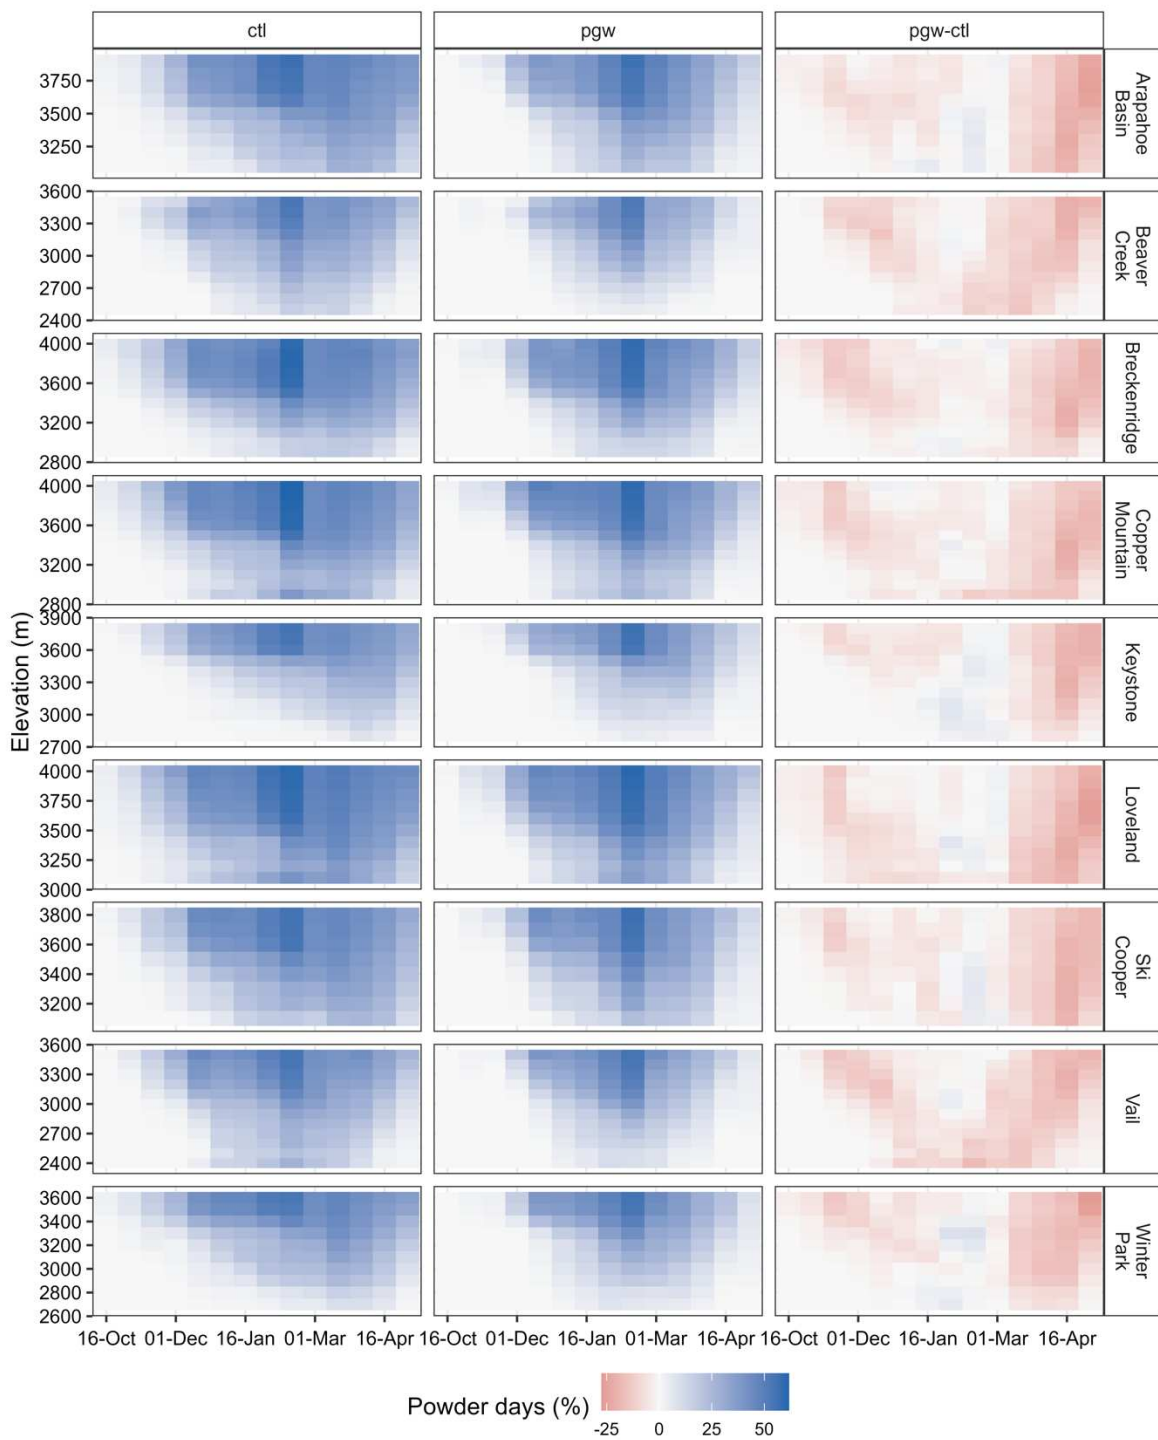 ctl
pgw
pgw-ctl
Elevation (m)
3750
3500
3250
Arapahoe
Basin
3600
3300
3000
2700
2400
Beaver
Creek
4000
3600
3200
2800
Breckenridge
4000
3600
3200
2800
Copper
Mountain
3900
3600
3300
3000
2700
Keystone
4000
3750
3500
3250
3000
Loveland
3800
3600
3400
3200
Ski
Cooper
3600
3300
3000
2700
2400
Vail
3600
3400
3200
3000
2800
2600
Winter
Park
16-Oct 01-Dec 16-Jan 01-Mar 16-Apr
16-Oct 01-Dec 16-Jan 01-Mar 16-Apr
16-Oct 01-Dec 16-Jan 01-Mar 16-Apr
Powder days (%)
-25 0 25 50